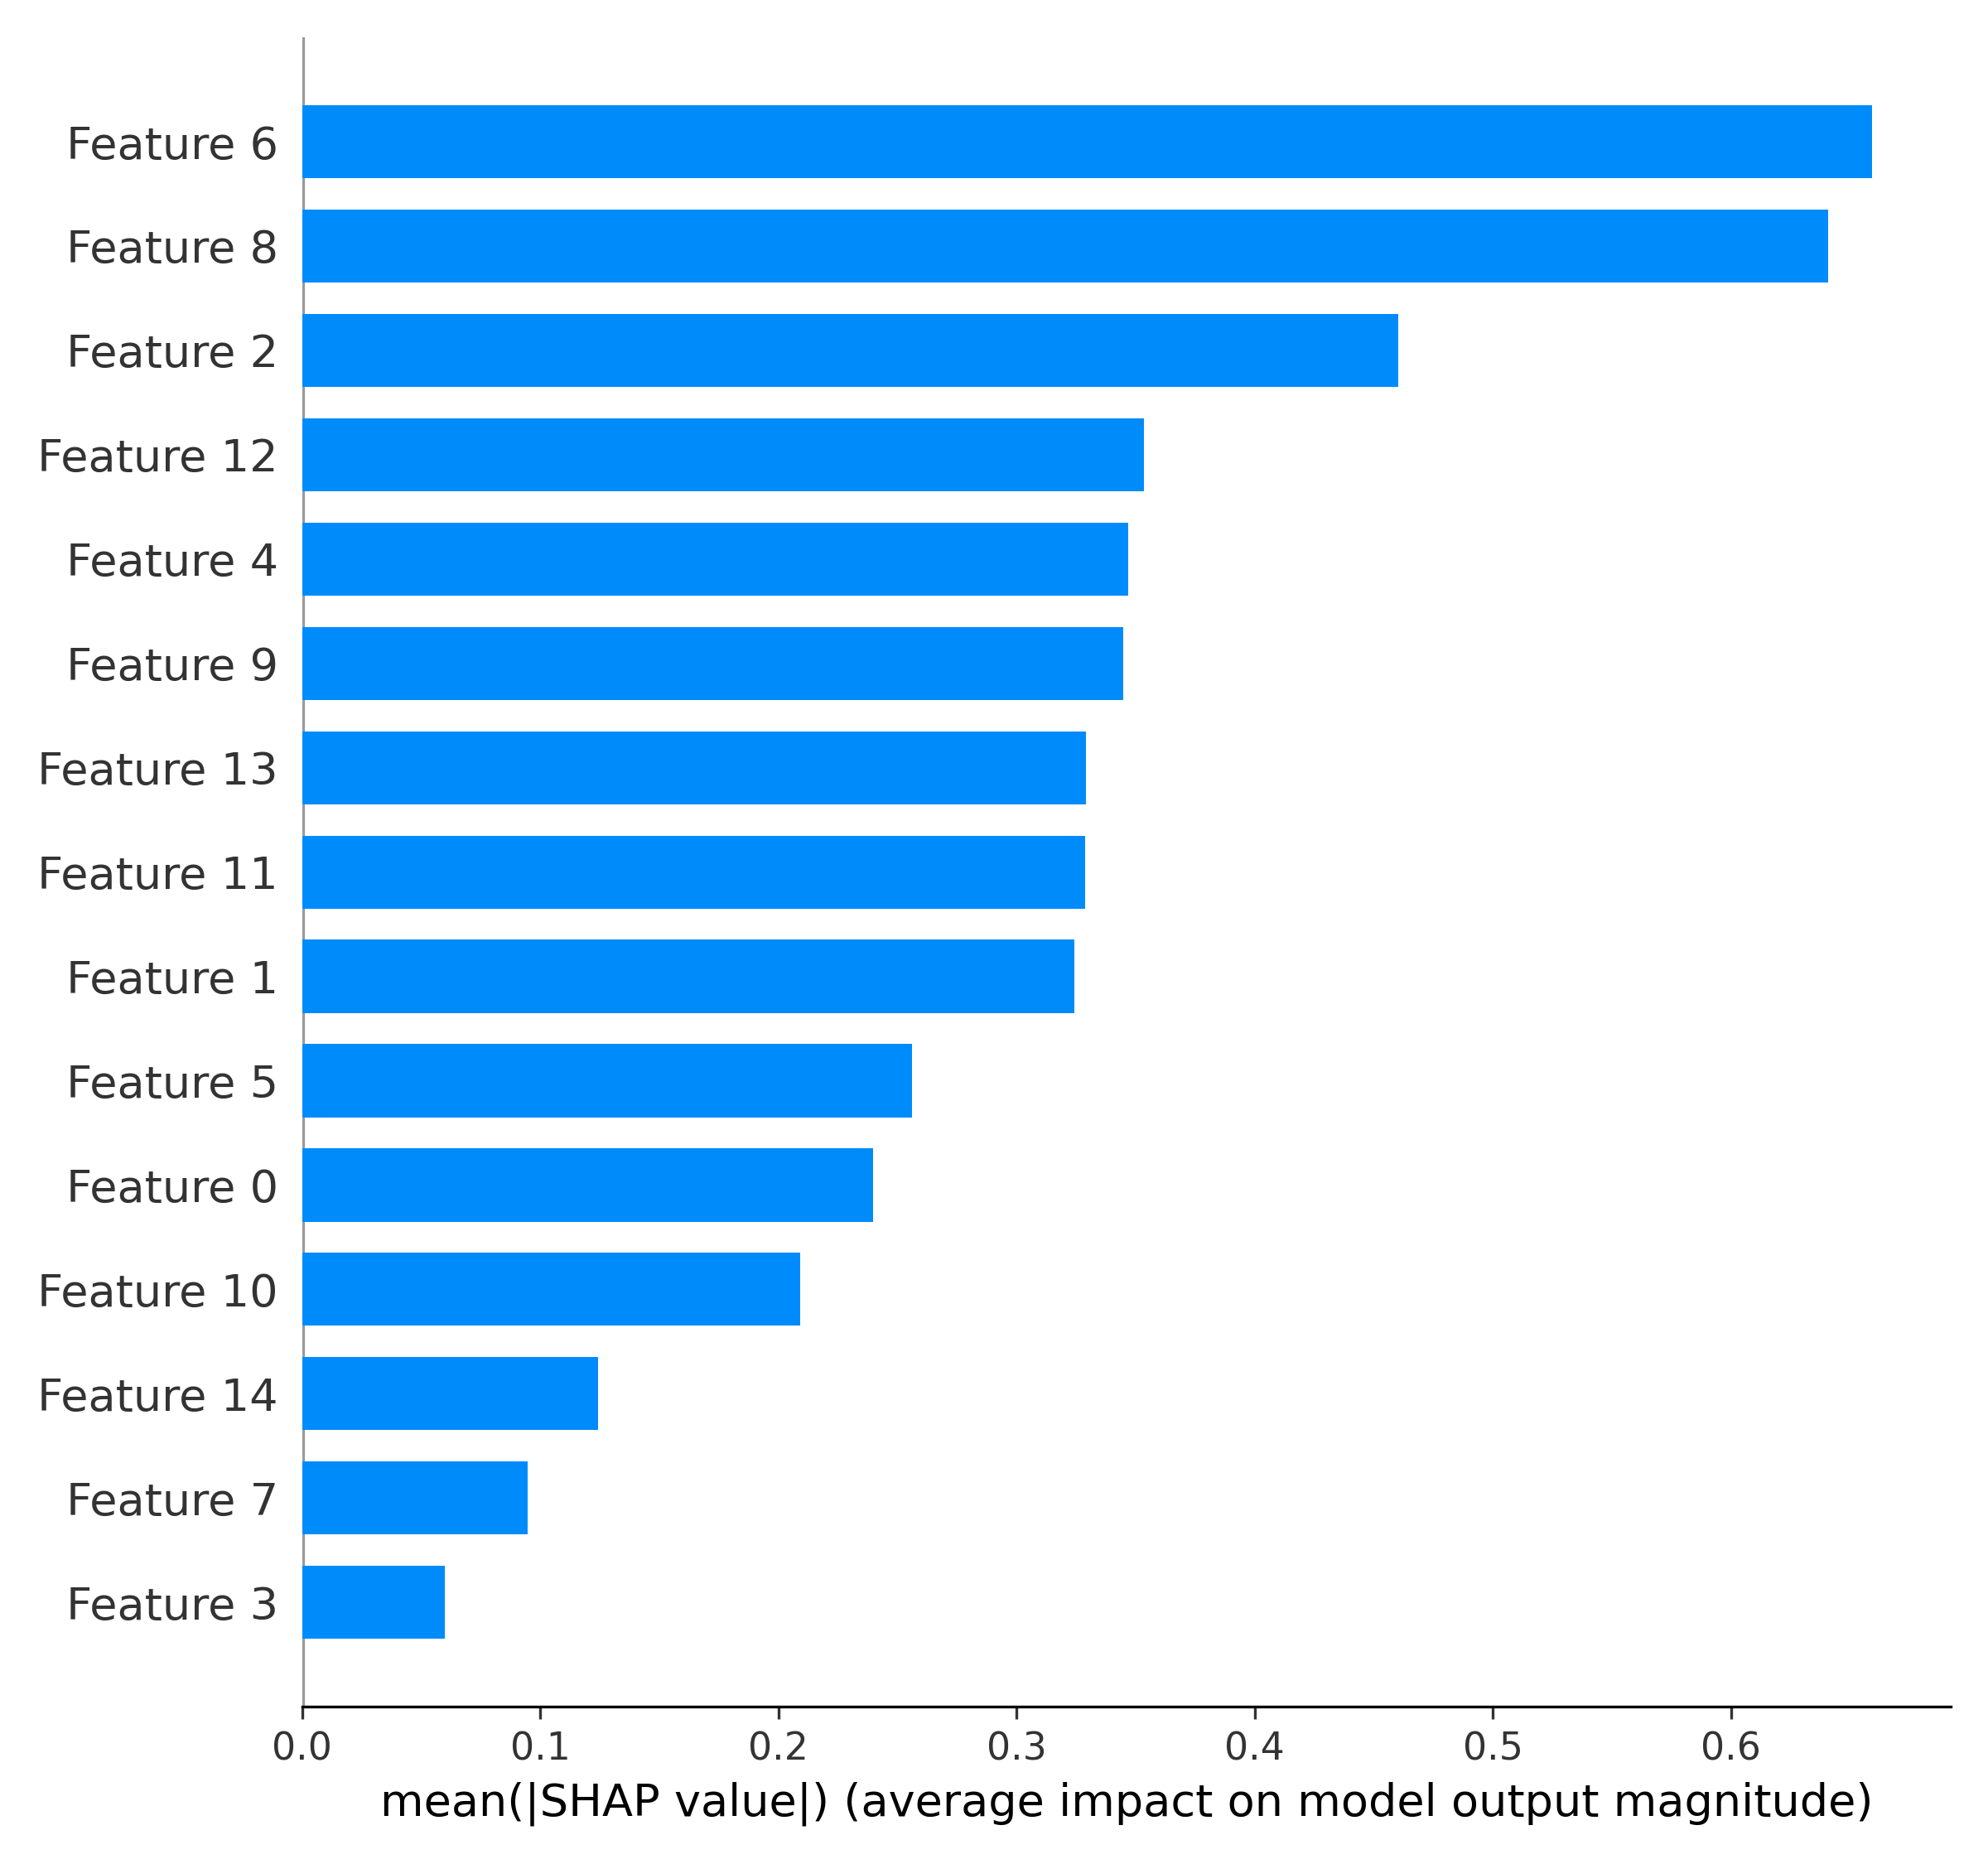 Feature 6
Feature 8
Feature 2
Feature 12
Feature 4
Feature 9
Feature 13
Feature 11
Feature 1
Feature 5
Feature 0
Feature 10
Feature 14
Feature 7
Feature 3
0.0 0.1 0.2 0.3 0.4 0.5 0.6
mean(|SHAP value|) (average impact on model output magnitude)